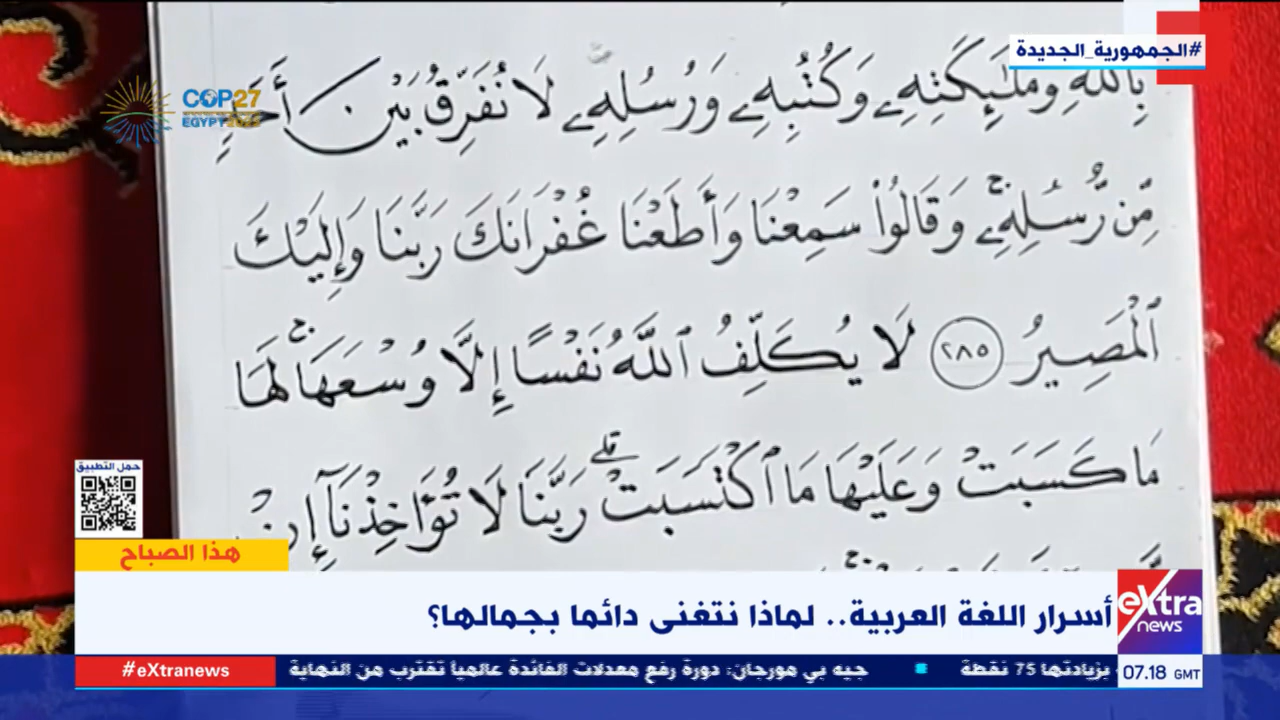 #الجمهورية_الجديدة
COP27
EGYPT2022
بِٱللَّهِ وَمَلَٰٓئِكَتِهِۦ وَكُتُبِهِۦ وَرُسُلِهِۦ لَا نُفَرِّقُ بَيْنَ أَحَدٍ
مِّن رُّسُلِهِۦۚ وَقَالُوا۟ سَمِعْنَا وَأَطَعْنَا غُفْرَانَكَ رَبَّنَا وَإِلَيْكَ
ٱلْمَصِيرُ ٢٨٥ لَا يُكَلِّفُ ٱللَّهُ نَفْسًا إِلَّا وُسْعَهَاۚ لَهَا
مَا كَسَبَتْ وَعَلَيْهَا مَا ٱكْتَسَبَتْۗ رَبَّنَا لَا تُؤَاخِذْنَآ إِن
حمل التطبيق
هذا الصباح
أسرار اللغة العربية.. لماذا نتغنى دائما بجمالها؟
eXtra
news
#eXtranews
بزيادتها 75 نقطة
جيه بي مورجان: دورة رفع معدلات الفائدة عالمياً تقترب من النهاية
07.18 GMT